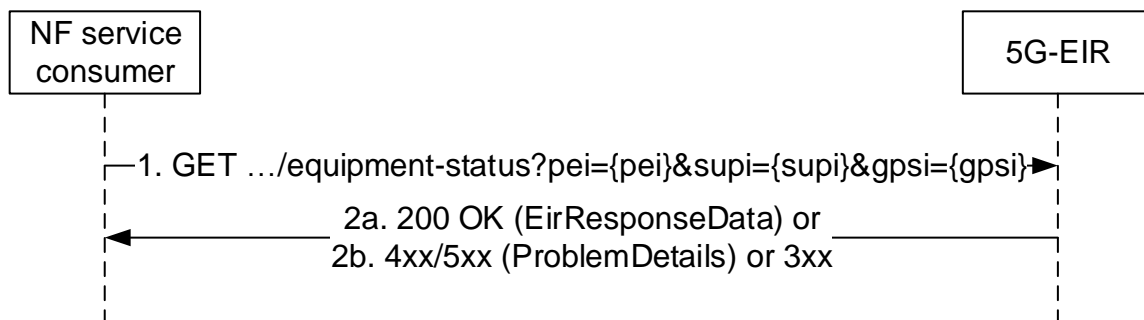 NF service
consumer
5G-EIR
1. GET …/equipment-status?pei={pei}&supi={supi}&gpsi={gpsi}
2a. 200 OK (EirResponseData) or
2b. 4xx/5xx (ProblemDetails) or 3xx